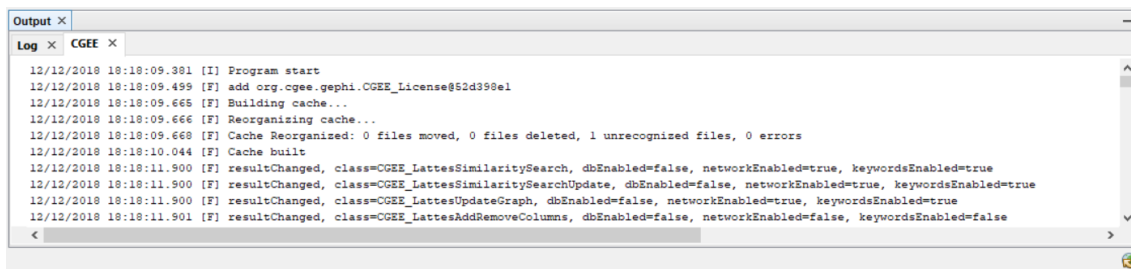 Output
Log CGEE
12/12/2018 18:18:09.381 [I] Program start
12/12/2018 18:18:09.499 [F] add org.cgee.gephi.CGEE_License@52d398e1
12/12/2018 18:18:09.665 [F] Building cache...
12/12/2018 18:18:09.666 [F] Reorganizing cache...
12/12/2018 18:18:09.668 [F] Cache Reorganized: 0 files moved, 0 files deleted, 1 unrecognized files, 0 errors
12/12/2018 18:18:10.044 [F] Cache built
12/12/2018 18:18:11.900 [F] resultChanged, class=CGEE_LattesSimilaritySearch, dbEnabled=false, networkEnabled=true, keywordsEnabled=true
12/12/2018 18:18:11.900 [F] resultChanged, class=CGEE_LattesSimilaritySearchUpdate, dbEnabled=false, networkEnabled=true, keywordsEnabled=true
12/12/2018 18:18:11.900 [F] resultChanged, class=CGEE_LattesUpdateGraph, dbEnabled=false, networkEnabled=true, keywordsEnabled=true
12/12/2018 18:18:11.901 [F] resultChanged, class=CGEE_LattesAddRemoveColumns, dbEnabled=false, networkEnabled=false, keywordsEnabled=false